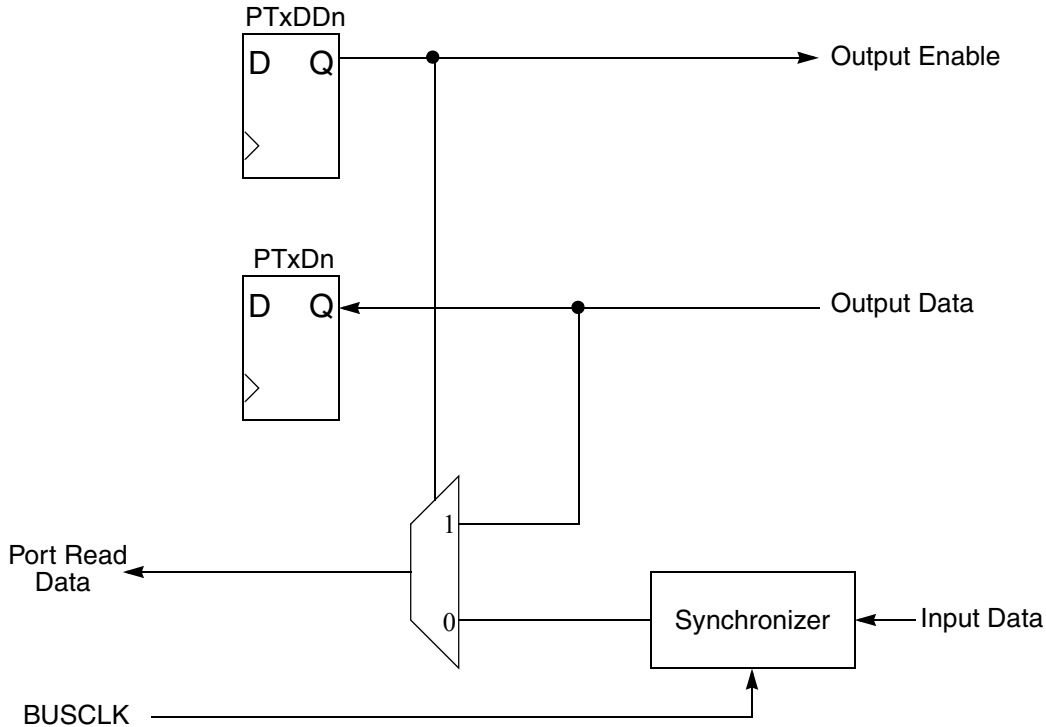 PTxDDn
D Q
Output Enable
PTxDn
D Q
Output Data
1
Port Read
Data
0
Synchronizer
Input Data
BUSCLK